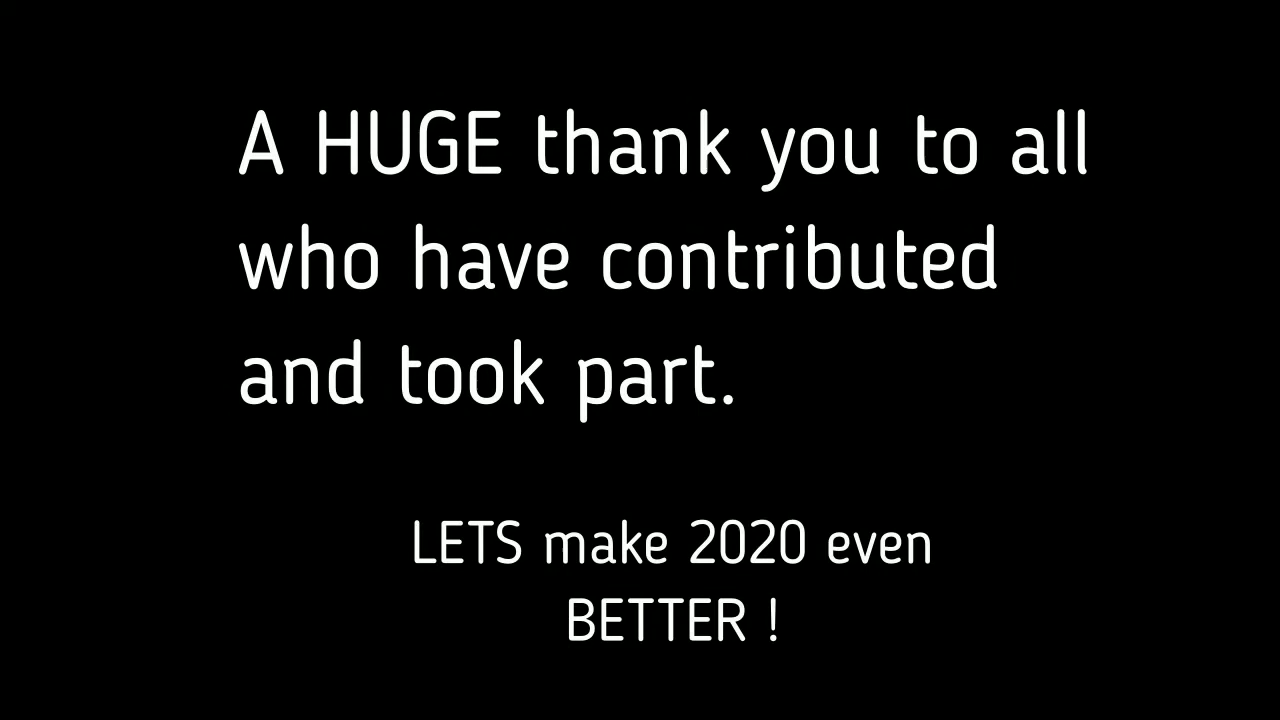 A HUGE thank you to all
who have contributed
and took part.
LETS make 2020 even
BETTER !